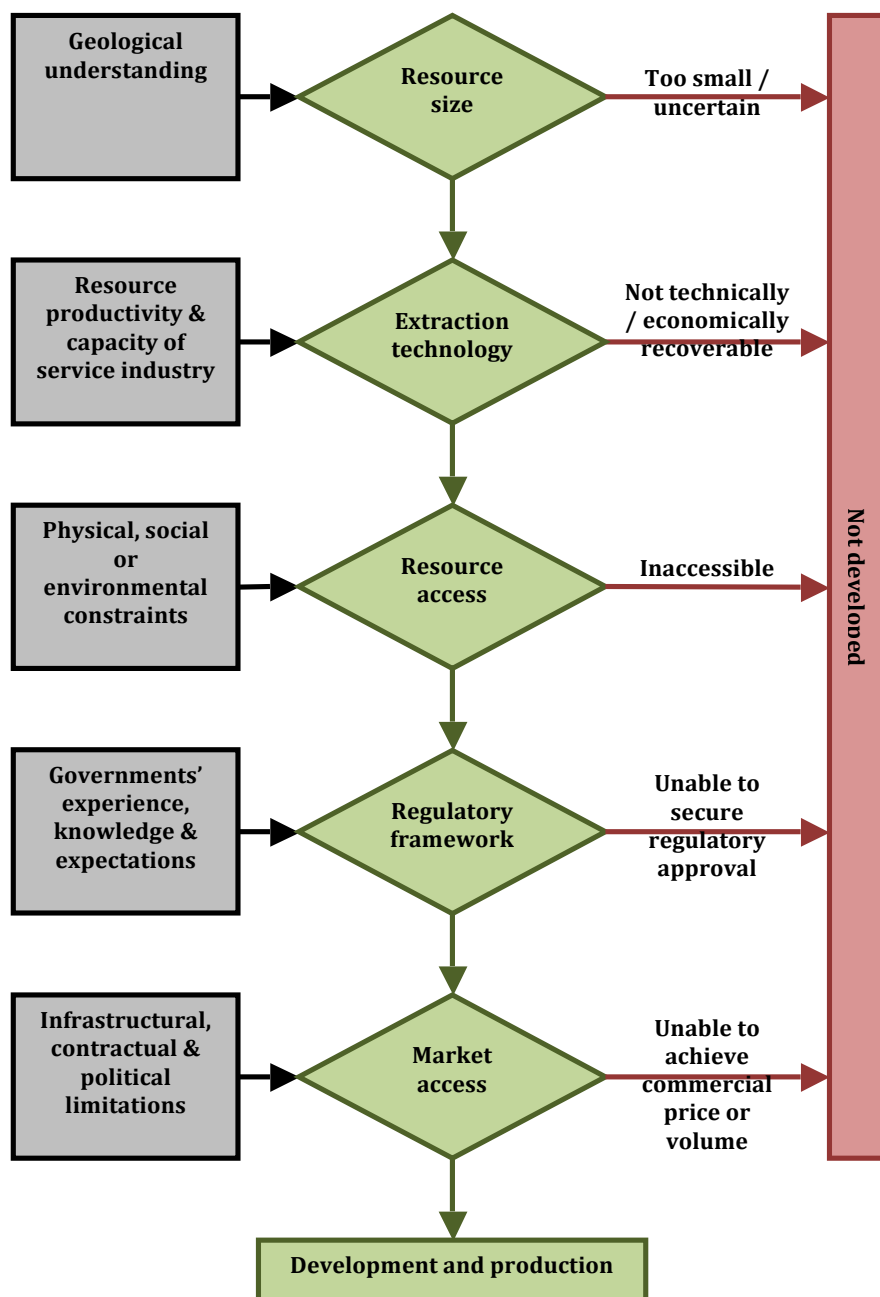 Geological
understanding
Resource
size
Too small /
uncertain
Resource
productivity &
capacity of
service industry
Extraction
technology
Not technically
/ economically
recoverable
Physical, social
or
environmental
constraints
Resource
access
Inaccessible
Not developed
Governments’
experience,
knowledge &
expectations
Regulatory
framework
Unable to
secure
regulatory
approval
Infrastructural,
contractual &
political
limitations
Market
access
Unable to
achieve
commercial
price or
volume
Development and production